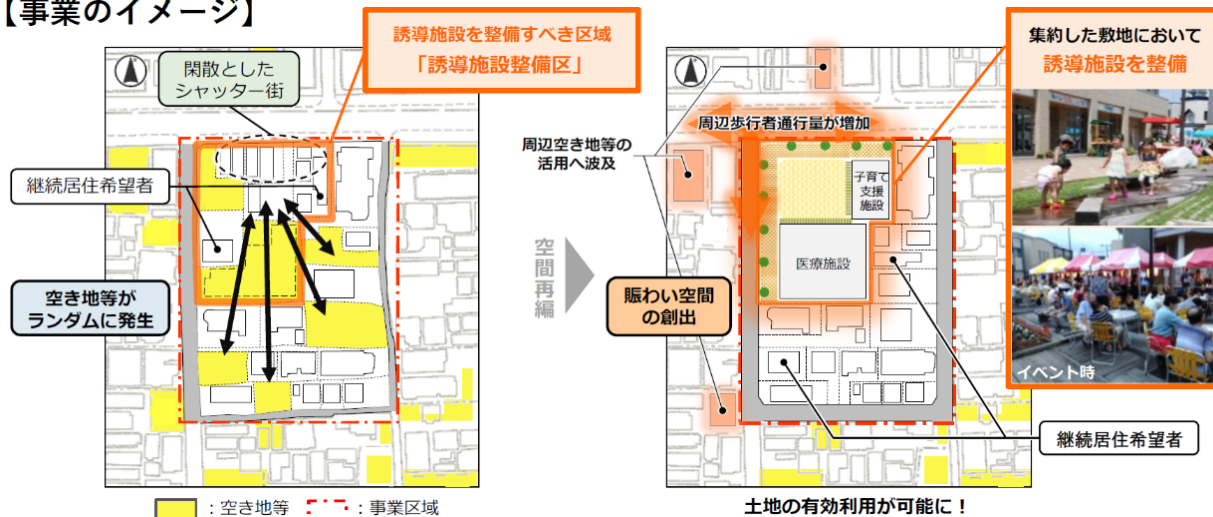 【事業のイメージ】
誘導施設を整備すべき区域
「誘導施設整備区」
閑散とした
シャッター街
継続居住希望者
空き地等が
ランダムに発生
：空き地等
：事業区域
空間再編
周辺歩行者通行量が増加
周辺空き地等の
活用へ波及
子育て
支援
施設
医療施設
賑わい空間
の創出
集約した敷地において
誘導施設を整備
イベント時
継続居住希望者
土地の有効利用が可能に！